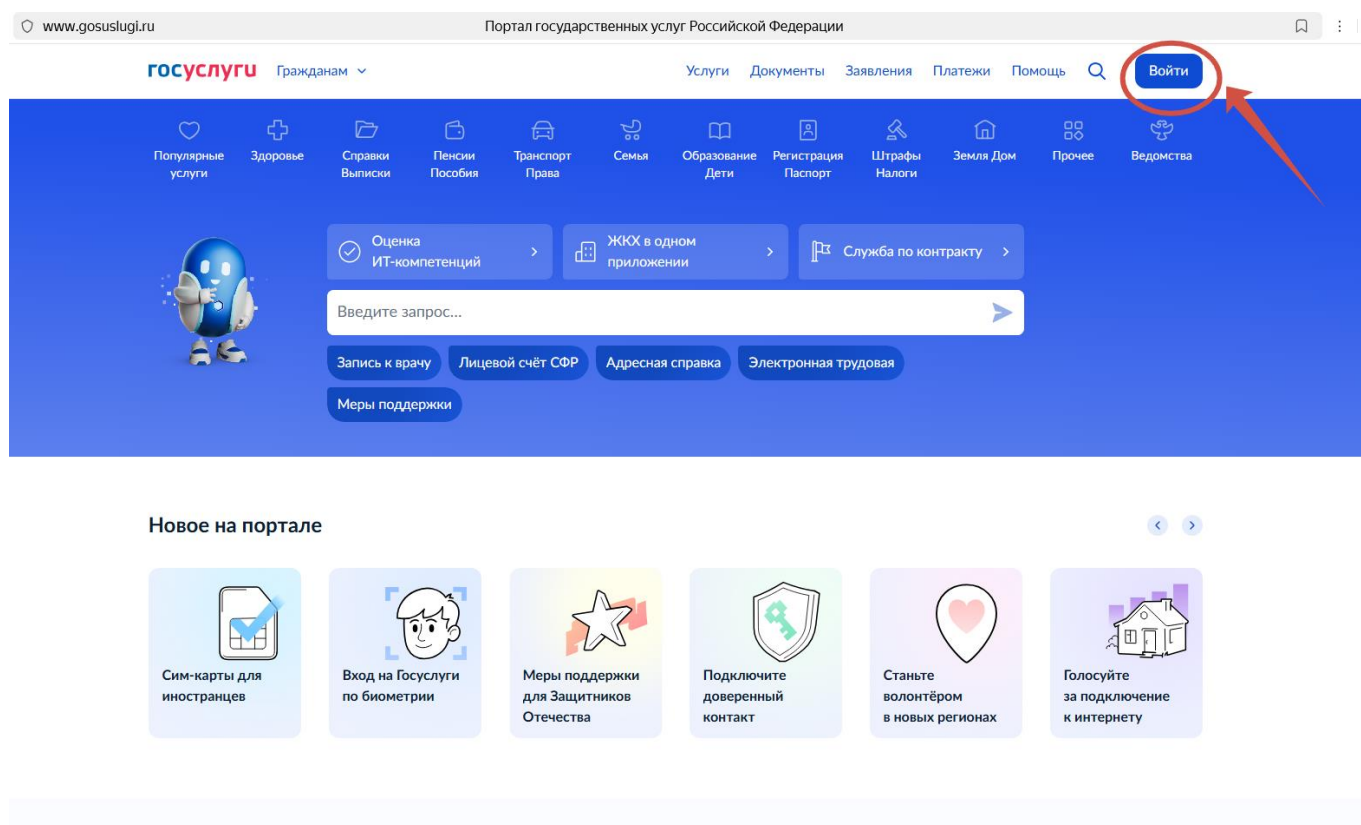 www.gosuslugi.ru Портал государственных услуг Российской Федерации
госуслуги Гражданам Услуги Документы Заявления Платежи Помощь Войти
Популярные услуги
Здоровье
Справки Выписки
Пенсии Пособия
Транспорт Права
Семья
Образование Дети
Регистрация Паспорт
Штрафы Налоги
Земля Дом
Прочее
Ведомства
Оценка
ИТ-компетенций
ЖКХ в одном
приложении
Служба по контракту
Введите запрос...
Запись к врачу Лицевой счёт СФР Адресная справка Электронная трудовая
Меры поддержки
Новое на портале
Сим-карты для
иностранцев
Вход на Госуслуги
по биометрии
Меры поддержки
для Защитников
Отечества
Подключите
доверенный
контакт
Станьте
волонтёром
в новых регионах
Голосуйте
за подключение
к интернету